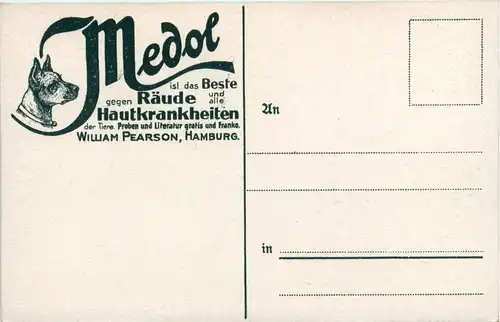 Medol
ist das Beste
gegen Räude und alle
Hautkrankheiten
der Tiere. Proben und Literatur gratis und franko.
WILLIAM PEARSON, HAMBURG.
An
in